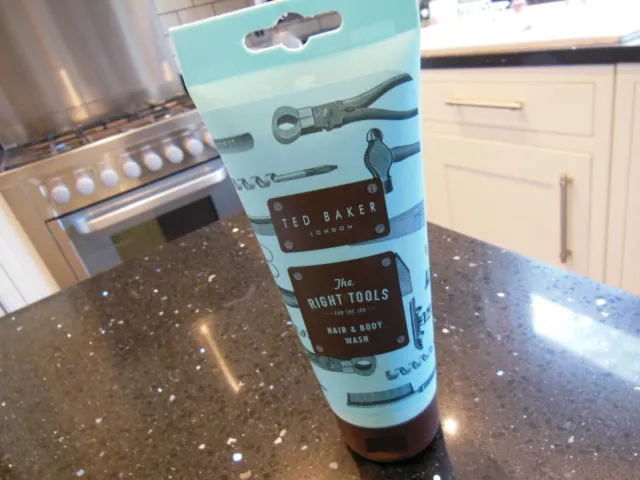 TED BAKER
LONDON
The
RIGHT TOOLS
FOR THE JOB
HAIR & BODY
WASH